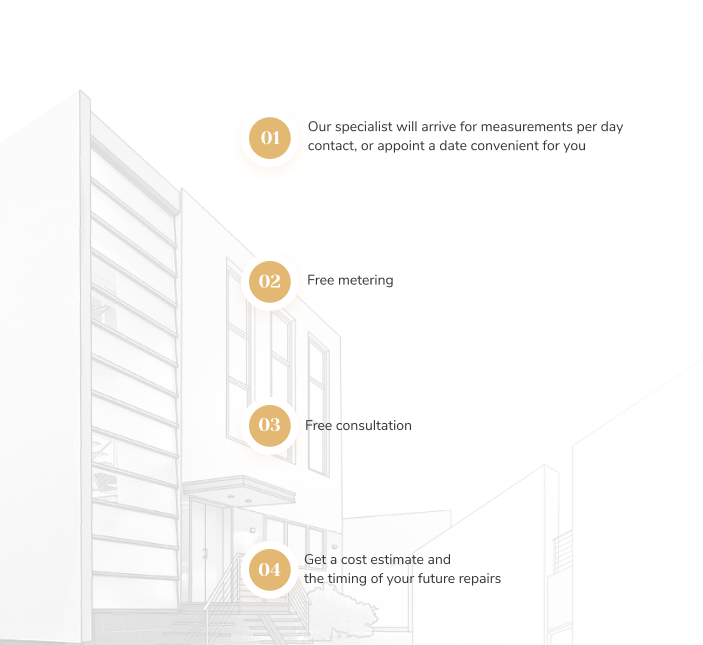 01
Our specialist will arrive for measurements per day
contact, or appoint a date convenient for you
02
Free metering
03
Free consultation
04
Get a cost estimate and
the timing of your future repairs